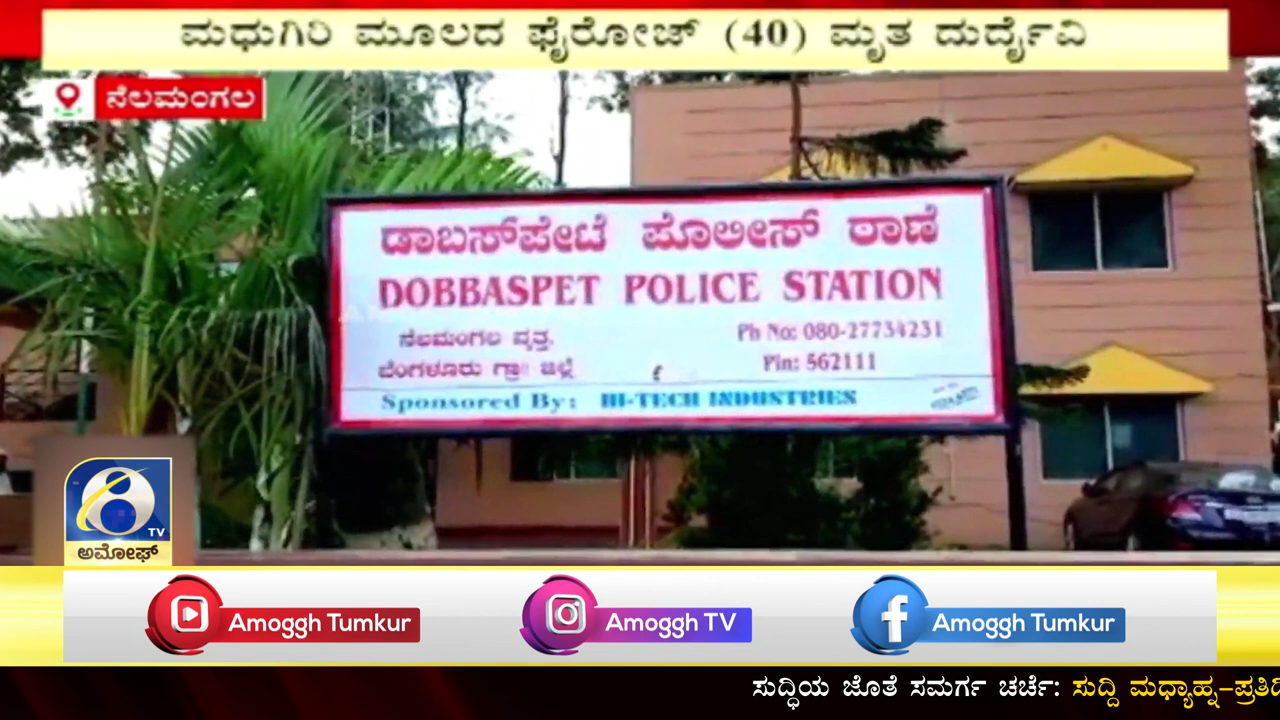 ಮಧುಗಿರಿ ಮೂಲದ ಫೈರೋಜ್ (40) ಮೃತ ದುರ್ದೈವಿ
ನೆಲಮಂಗಲ
ಡಾಬಸ್‌ಪೇಟೆ ಪೊಲೀಸ್ ಠಾಣೆ
DOBBASPET POLICE STATION
ನೆಲಮಂಗಲ ವೃತ್ತ,
Ph No: 080-27734231
ಬೆಂಗಳೂರು ಗ್ರಾ ಜಿಲ್ಲೆ
Pin: 562111
Sponsored By: HI-TECH INDUSTRIES
TV
ಅಮೋಘ್
Amoggh Tumkur
Amoggh TV
Amoggh Tumkur
ಸುದ್ಧಿಯ ಜೊತೆ ಸಮರ್ಗ ಚರ್ಚೆ: ಸುದ್ದಿ ಮಧ್ಯಾಹ್ನ-ಪ್ರತಿದಿ